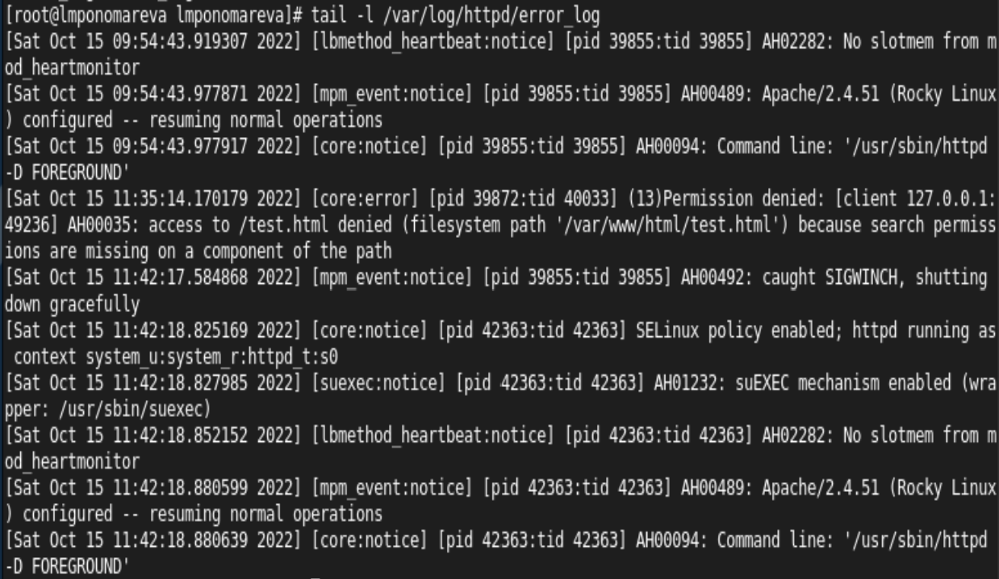 [root@lmponomareva lmponomareva]# tail -l /var/log/httpd/error_log
[Sat Oct 15 09:54:43.919307 2022] [lbmethod_heartbeat:notice] [pid 39855:tid 39855] AH02282: No slotmem from m
od_heartmonitor
[Sat Oct 15 09:54:43.977871 2022] [mpm_event:notice] [pid 39855:tid 39855] AH00489: Apache/2.4.51 (Rocky Linux
) configured -- resuming normal operations
[Sat Oct 15 09:54:43.977917 2022] [core:notice] [pid 39855:tid 39855] AH00094: Command line: '/usr/sbin/httpd
-D FOREGROUND'
[Sat Oct 15 11:35:14.170179 2022] [core:error] [pid 39872:tid 40033] (13)Permission denied: [client 127.0.0.1:
49236] AH00035: access to /test.html denied (filesystem path '/var/www/html/test.html') because search permiss
ions are missing on a component of the path
[Sat Oct 15 11:42:17.584868 2022] [mpm_event:notice] [pid 39855:tid 39855] AH00492: caught SIGWINCH, shutting
down gracefully
[Sat Oct 15 11:42:18.825169 2022] [core:notice] [pid 42363:tid 42363] SELinux policy enabled; httpd running as
 context system_u:system_r:httpd_t:s0
[Sat Oct 15 11:42:18.827985 2022] [suexec:notice] [pid 42363:tid 42363] AH01232: suEXEC mechanism enabled (wra
pper: /usr/sbin/suexec)
[Sat Oct 15 11:42:18.852152 2022] [lbmethod_heartbeat:notice] [pid 42363:tid 42363] AH02282: No slotmem from m
od_heartmonitor
[Sat Oct 15 11:42:18.880599 2022] [mpm_event:notice] [pid 42363:tid 42363] AH00489: Apache/2.4.51 (Rocky Linux
) configured -- resuming normal operations
[Sat Oct 15 11:42:18.880639 2022] [core:notice] [pid 42363:tid 42363] AH00094: Command line: '/usr/sbin/httpd
-D FOREGROUND'